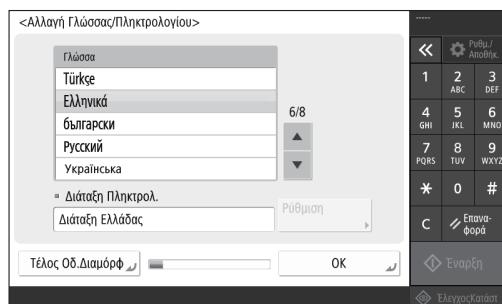 <Αλλαγή Γλώσσας/Πληκτρολογίου>
Γλώσσα
Türkçe
Ελληνικά
български
Русский
Українська
6/8
Διάταξη Πληκτρολ.
Διάταξη Ελλάδας
Ρύθμιση
Τέλος Οδ.Διαμόρφ
OK
-----
Ρυθμ./
Αποθήκ.
1 2 3
ABC DEF
4 5 6
GHI JKL MNO
7 8 9
PQRS TUV WXYZ
* 0 #
C Επανα-
φορά
Έναρξη
ΈλεγχοςΚατάστ